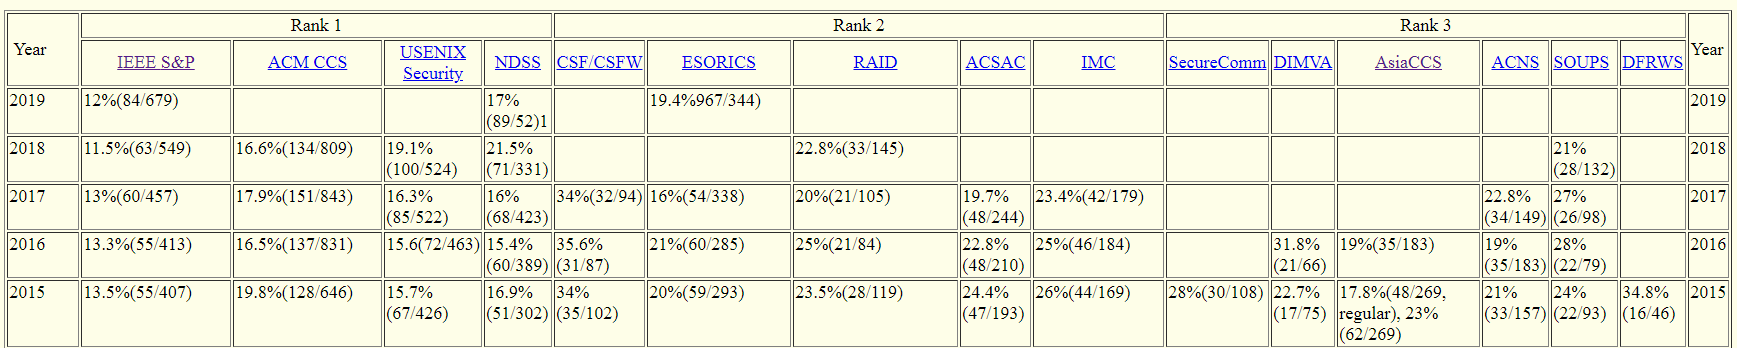 Year Rank 1 Rank 2 Rank 3 Year
IEEE S&P ACM CCS USENIX Security NDSS CSF/CSFW ESORICS RAID ACSAC IMC SecureComm DIMVA AsiaCCS ACNS SOUPS DFRWS
2019 12%(84/679) 17% (89/52)1 19.4%967/344) 2019
2018 11.5%(63/549) 16.6%(134/809) 19.1% (100/524) 21.5% (71/331) 22.8%(33/145) 21% (28/132) 2018
2017 13%(60/457) 17.9%(151/843) 16.3% (85/522) 16% (68/423) 34%(32/94) 16%(54/338) 20%(21/105) 19.7% (48/244) 23.4%(42/179) 22.8% (34/149) 27% (26/98) 2017
2016 13.3%(55/413) 16.5%(137/831) 15.6(72/463) 15.4% (60/389) 35.6% (31/87) 21%(60/285) 25%(21/84) 22.8% (48/210) 25%(46/184) 31.8% (21/66) 19%(35/183) 19% (35/183) 28% (22/79) 2016
2015 13.5%(55/407) 19.8%(128/646) 15.7% (67/426) 16.9% (51/302) 34% (35/102) 20%(59/293) 23.5%(28/119) 24.4% (47/193) 26%(44/169) 28%(30/108) 22.7% (17/75) 17.8%(48/269, regular), 23% (62/269) 21% (33/157) 24% (22/93) 34.8% (16/46) 2015